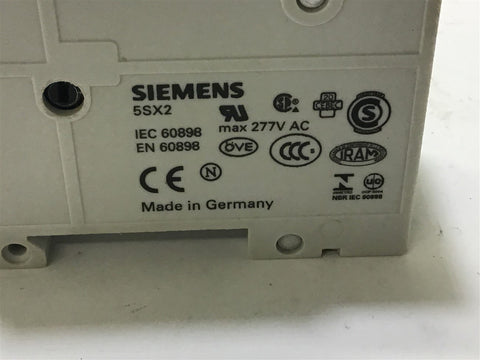 SIEMENS
5SX2
IEC 60898
EN 60898
max 277V AC
CEBEC
S
ÖVE
CCC
IRAM
CE
N
Made in Germany
NBR IEC 60898